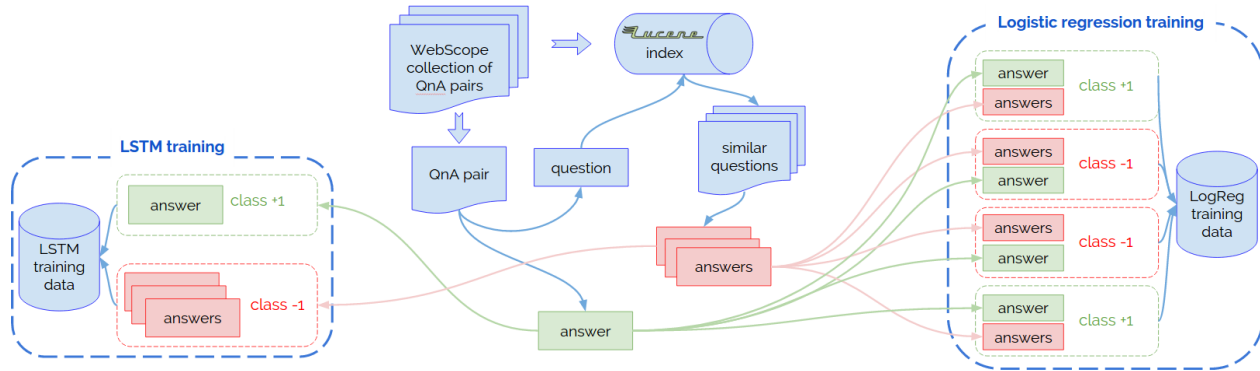 WebScope
collection of
QnA pairs
Lucene
index
Logistic regression training
LSTM training
QnA pair
question
similar
questions
answer
class +1
LSTM
training
data
answers
class -1
answers
answer
answer
class +1
answers
answers
class -1
answer
answers
class -1
answer
answer
class +1
answers
LogReg
training
data